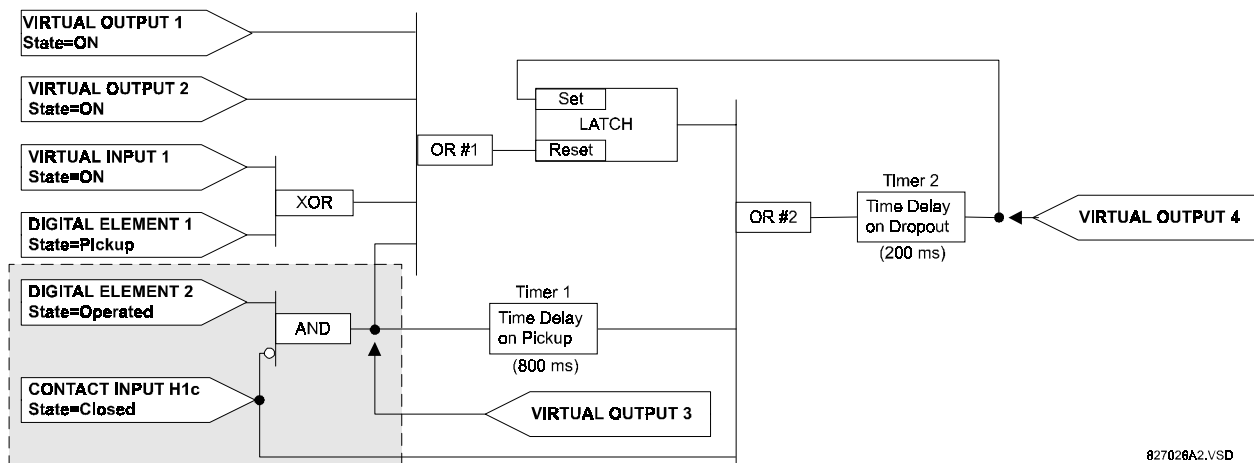 VIRTUAL OUTPUT 1
State=ON
VIRTUAL OUTPUT 2
State=ON
VIRTUAL INPUT 1
State=ON
DIGITAL ELEMENT 1
State=Pickup
DIGITAL ELEMENT 2
State=Operated
CONTACT INPUT H1c
State=Closed
XOR
AND
OR #1
Set
LATCH
Reset
Timer 1
Time Delay
on Pickup
(800 ms)
VIRTUAL OUTPUT 3
OR #2
Timer 2
Time Delay
on Dropout
(200 ms)
VIRTUAL OUTPUT 4
827026A2.VSD